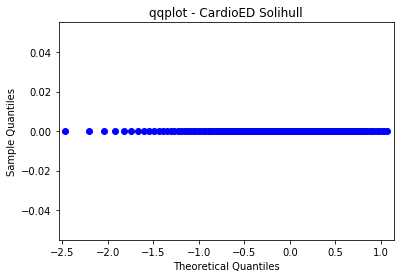 qqplot - CardioED Solihull
Sample Quantiles
0.04
0.02
0.00
−0.02
−0.04
−2.5 −2.0 −1.5 −1.0 −0.5 0.0 0.5 1.0
Theoretical Quantiles